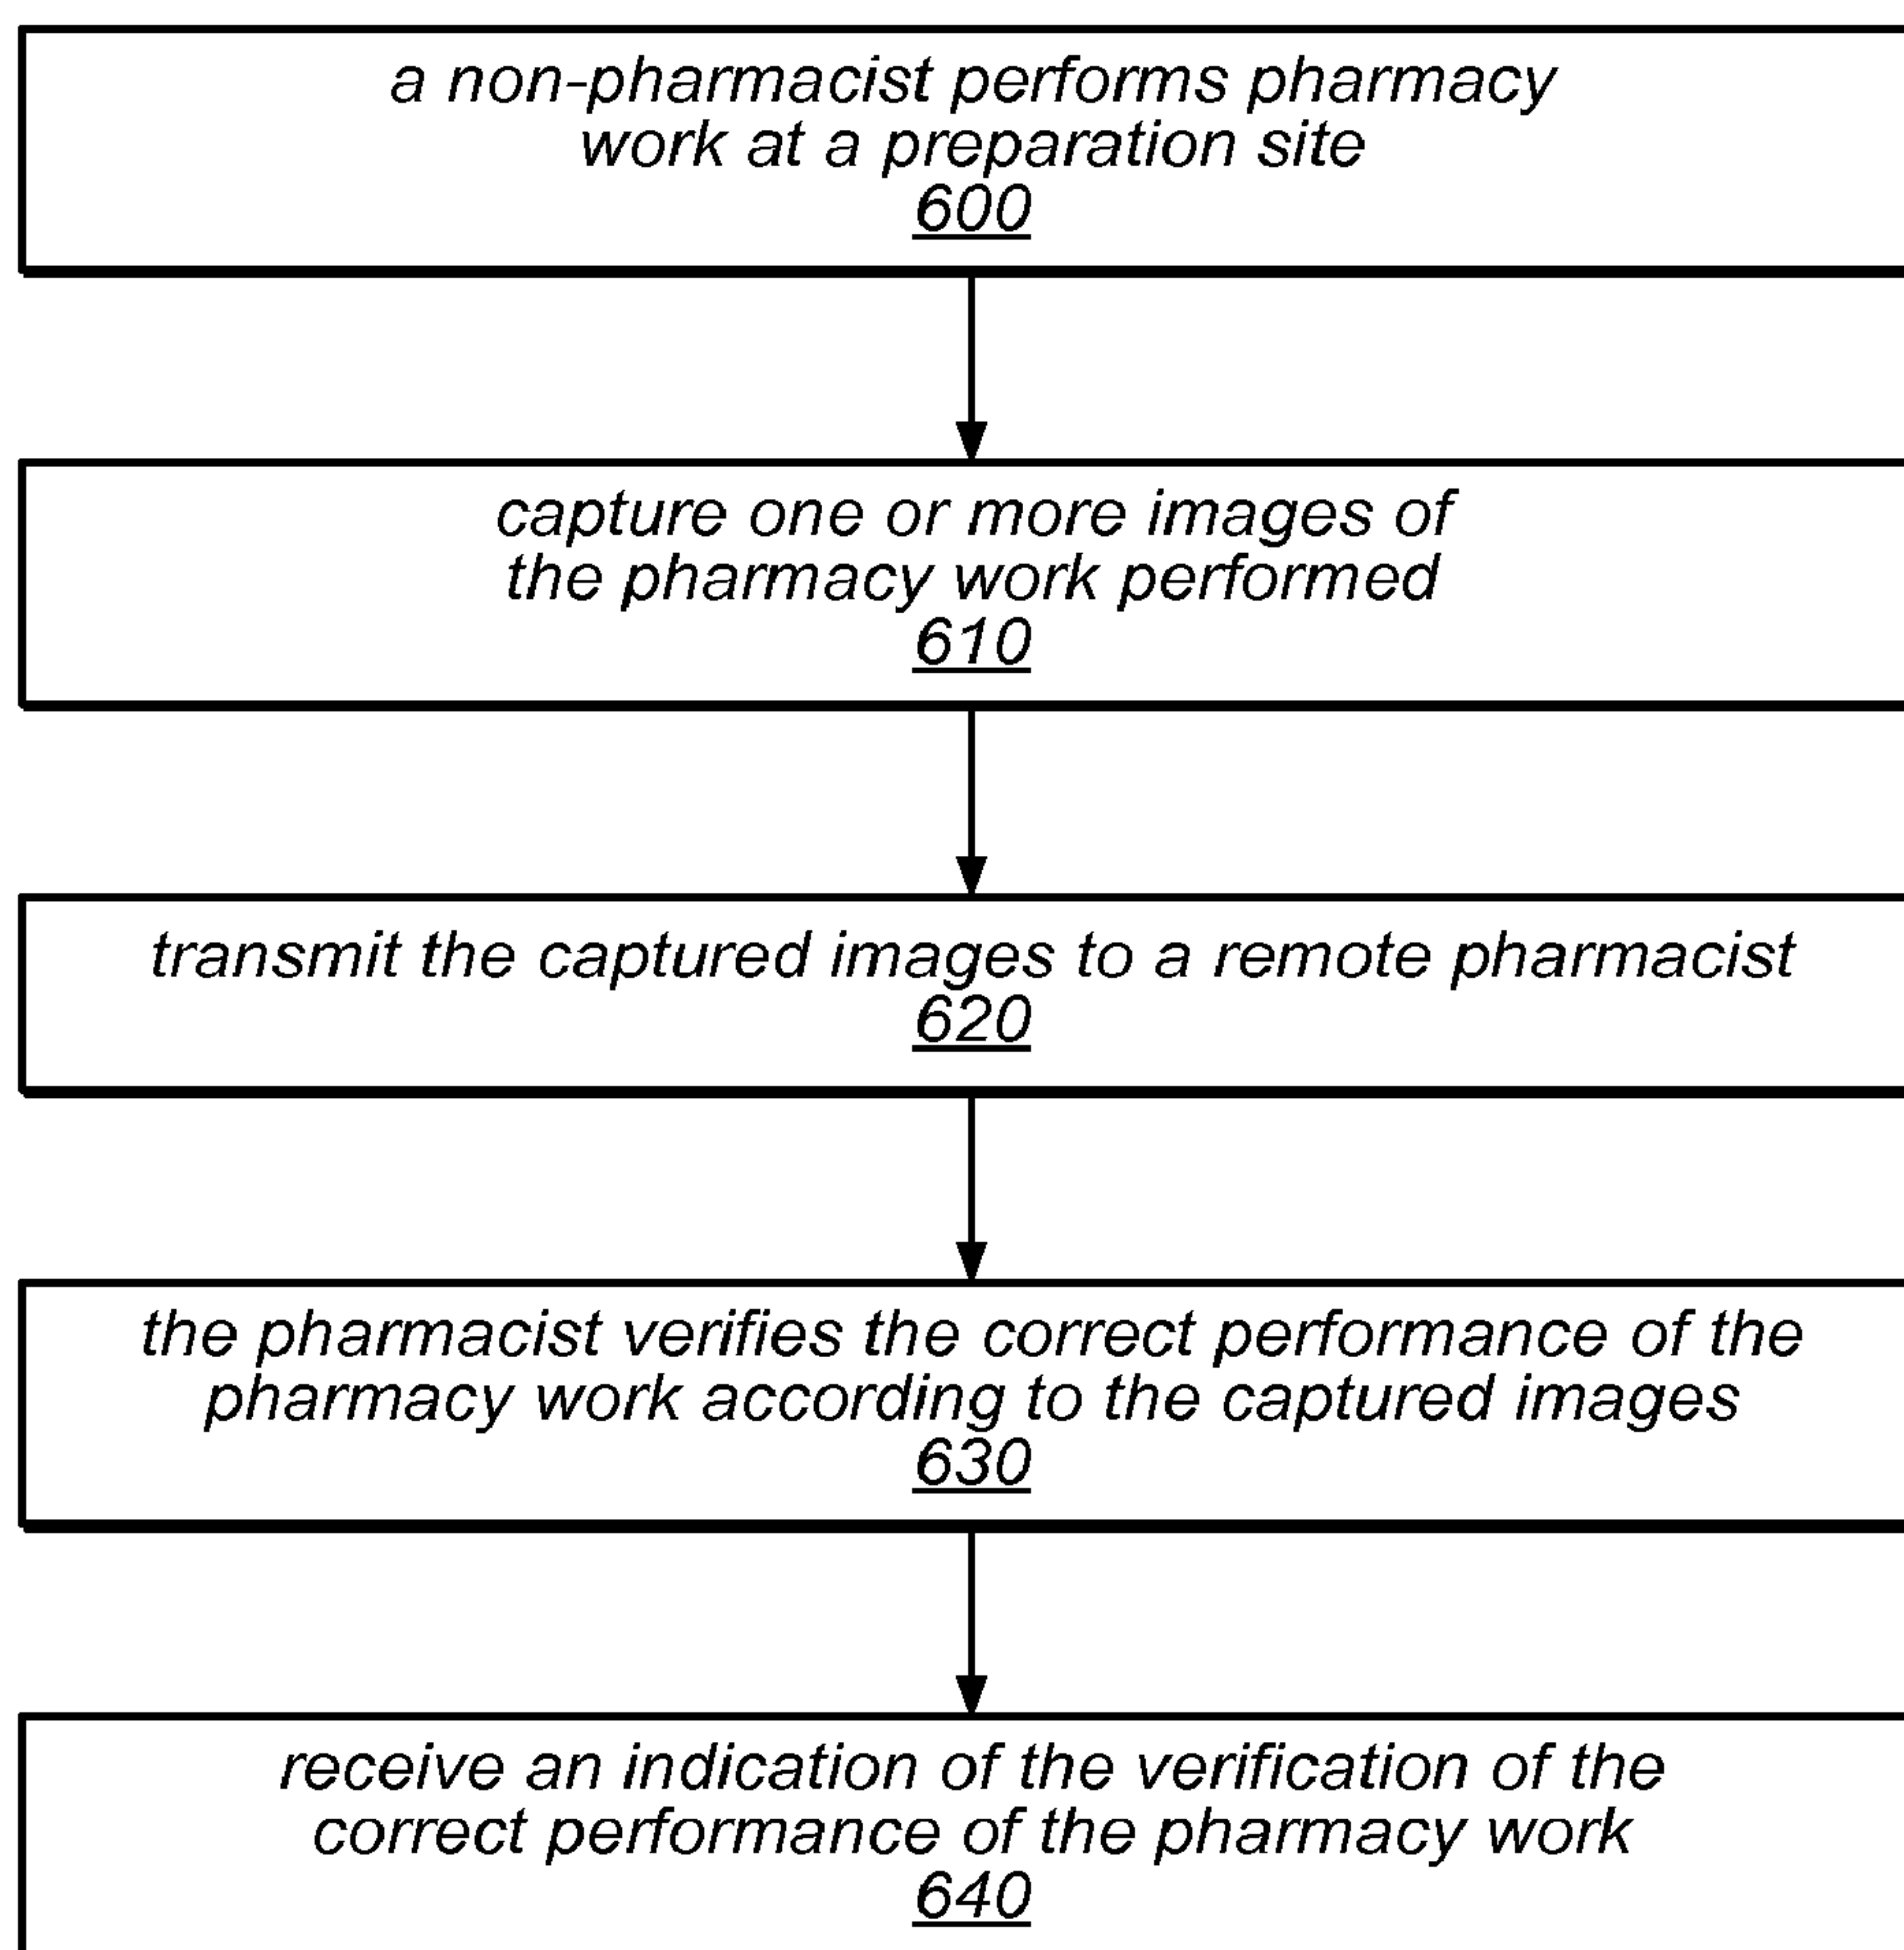 a non-pharmacist performs pharmacy
work at a preparation site
600
capture one or more images of
the pharmacy work performed
610
transmit the captured images to a remote pharmacist
620
the pharmacist verifies the correct performance of the
pharmacy work according to the captured images
630
receive an indication of the verification of the
correct performance of the pharmacy work
640